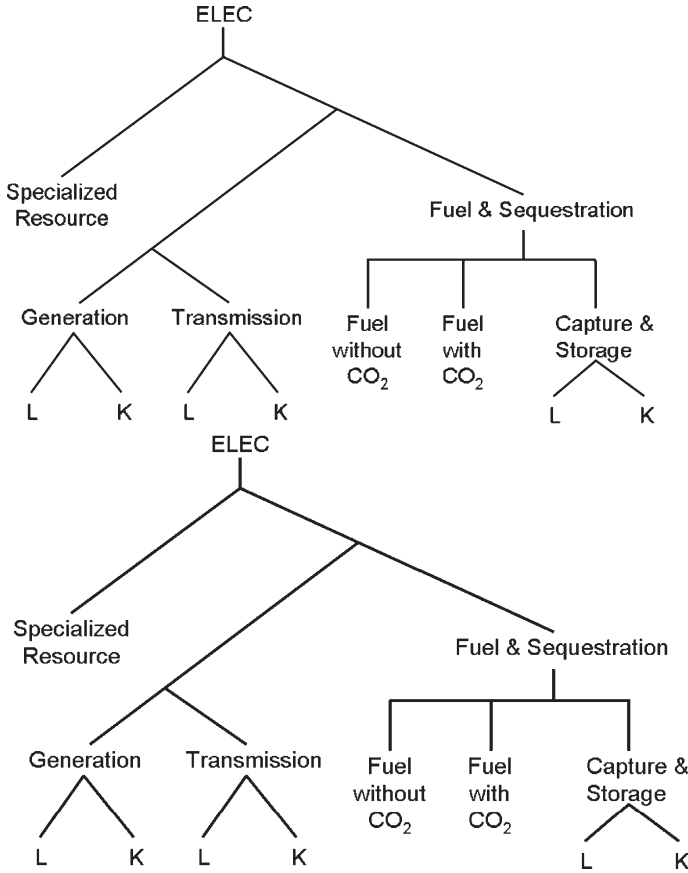 ELEC
Specialized
Resource
Fuel & Sequestration
Generation
Transmission
Fuel
without
CO₂
Fuel
with
CO₂
Capture &
Storage
L
K
L
K
L
K
ELEC
Specialized
Resource
Fuel & Sequestration
Generation
Transmission
Fuel
without
CO₂
Fuel
with
CO₂
Capture &
Storage
L
K
L
K
L
K